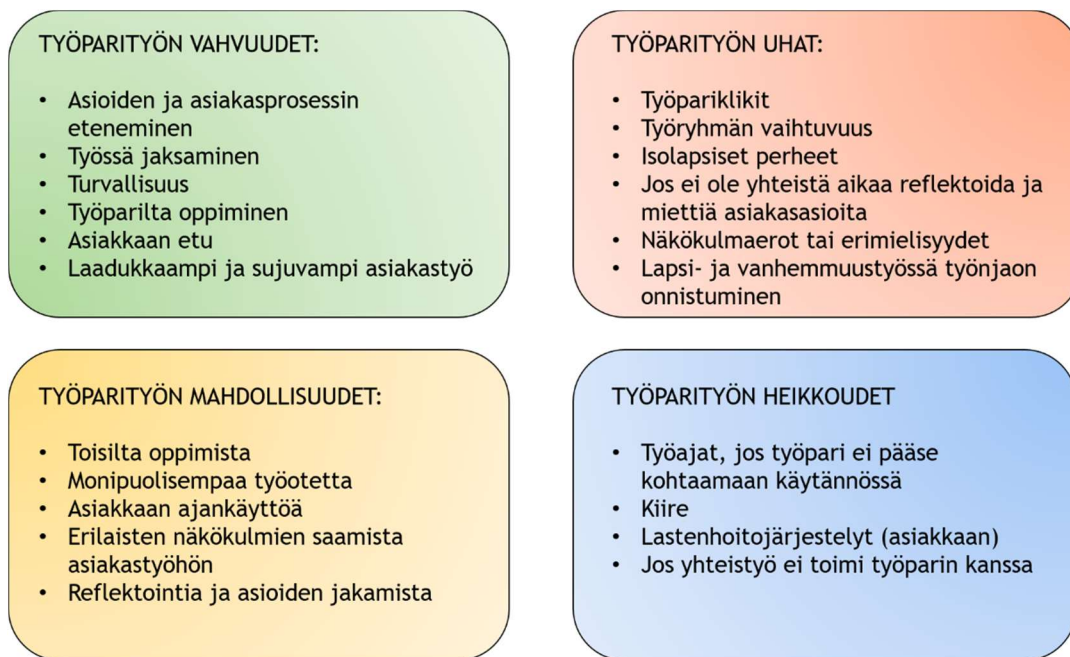 TYÖPARITYÖN VAHVUUDET:
• Asioiden ja asiakasprosessin
eteneminen
• Työssä jaksaminen
• Turvallisuus
• Työparilta oppiminen
• Asiakkaan etu
• Laadukkaampi ja sujuvampi asiakastyö
TYÖPARITYÖN UHAT:
• Työpariklikit
• Työryhmän vaihtuvuus
• Isolapsiset perheet
• Jos ei ole yhteistä aikaa reflektoida ja
miettiä asiakasasioita
• Näkökulmaerot tai erimielisyydet
• Lapsi- ja vanhemmuustyössä työnjaon
onnistuminen
TYÖPARITYÖN MAHDOLLISUUDET:
• Toisilta oppimista
• Monipuolisempaa työotetta
• Asiakkaan ajankäyttöä
• Erilaisten näkökulmien saamista
asiakastyöhön
• Reflektointia ja asioiden jakamista
TYÖPARITYÖN HEIKKOUDET
• Työajat, jos työpari ei pääse
kohtaamaan käytännössä
• Kiire
• Lastenhoitojärjestelyt (asiakkaan)
• Jos yhteistyö ei toimi työparin kanssa